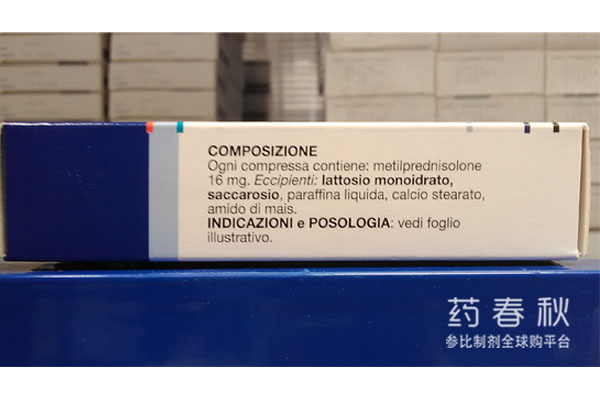 COMPOSIZIONE
Ogni compressa contiene: metilprednisolone
16 mg. Eccipienti: lattosio monoidrato,
saccarosio, paraffina liquida, calcio stearato,
amido di mais.
INDICAZIONI e POSOLOGIA: vedi foglio
illustrativo.
药春秋
参比制剂全球购平台